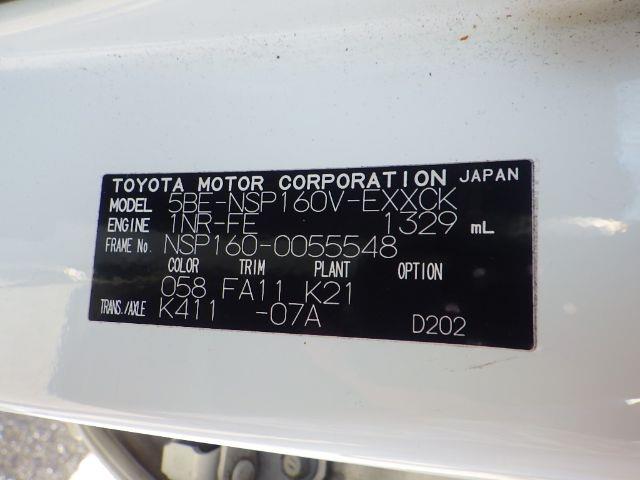 TOYOTA MOTOR CORPORATION JAPAN
MODEL 5BE-NSP160V-EXXCK
ENGINE 1NR-FE 1329 mL
FRAME No. NSP160-0055548
COLOR TRIM PLANT OPTION
058 FA11 K21
TRANS./AXLE K411 -07A
D202